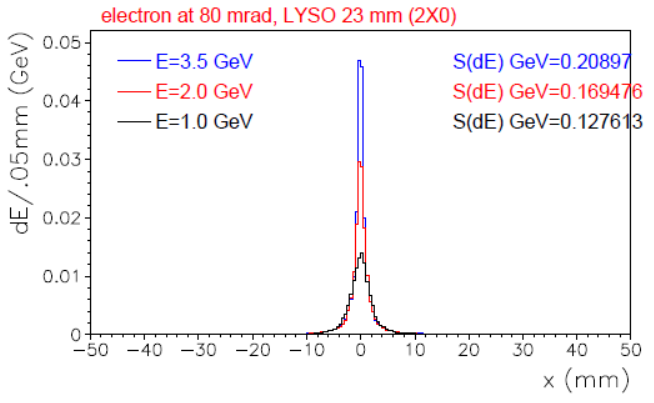 electron at 80 mrad, LYSO 23 mm (2X0)
dE/.05mm (GeV)
0.05
0.04
0.03
0.02
0.01
0
E=3.5 GeV S(dE) GeV=0.20897
E=2.0 GeV S(dE) GeV=0.169476
E=1.0 GeV S(dE) GeV=0.127613
−50 −40 −30 −20 −10 0 10 20 30 40 50
x (mm)